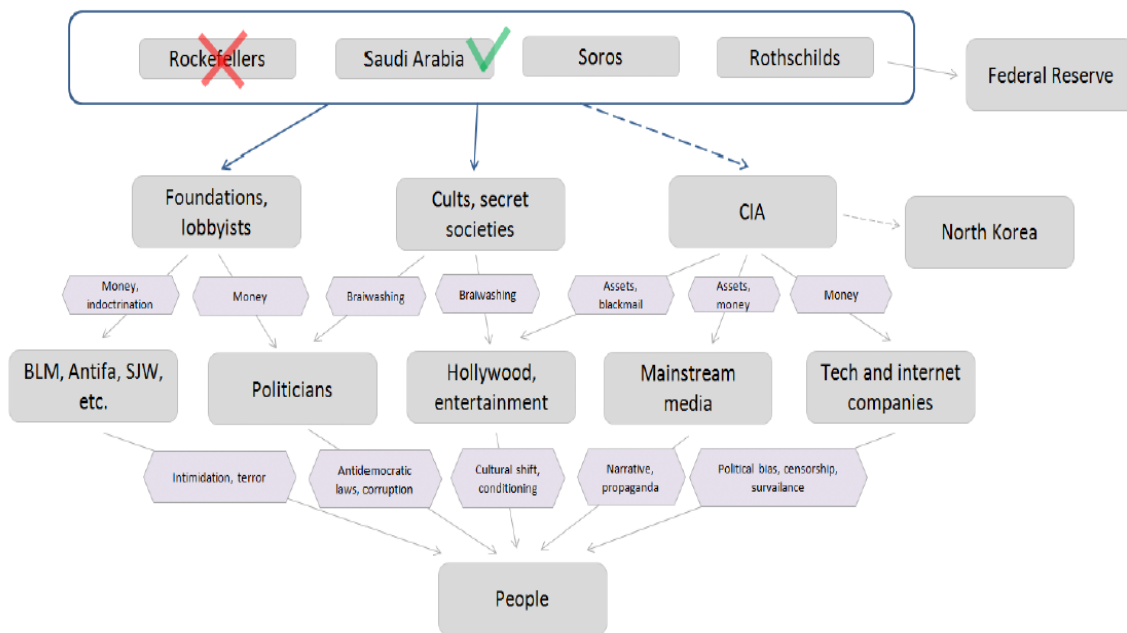 Rockefellers
Saudi Arabia
Soros
Rothschilds
Federal Reserve
Foundations,
lobbyists
Cults, secret
societies
CIA
North Korea
Money,
indoctrination
Money
Braiwashing
Braiwashing
Assets,
blackmail
Assets,
money
Money
BLM, Antifa, SJW,
etc.
Politicians
Hollywood,
entertainment
Mainstream
media
Tech and internet
companies
Intimidation, terror
Antidemocratic
laws, corruption
Cultural shift,
conditioning
Narrative,
propaganda
Political bias, censorship,
survailance
People